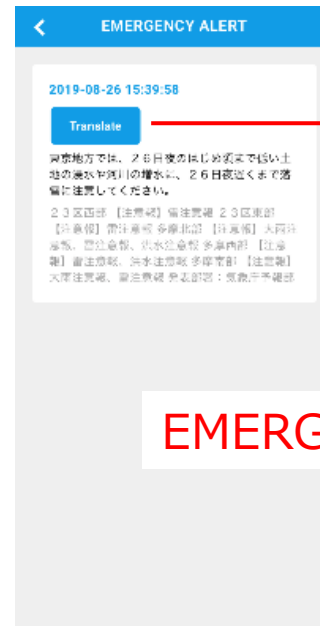 EMERGENCY ALERT
2019-08-26 15:39:58
Translate
東京地方では、２６日夜のはじめ頃まで低い土
地の浸水や河川の増水に、２６日夜遅くまで落
雷に注意してください。
２３区西部 【注意報】雷注意報 ２３区東部
【注意報】雷注意報 多摩北部 【注意報】大雨注
意報、雷注意報、洪水注意報 多摩西部 【注意
報】雷注意報、洪水注意報 多摩南部 【注意報】
大雨注意報、雷注意報 発表部署：気象庁予報部
EMERG